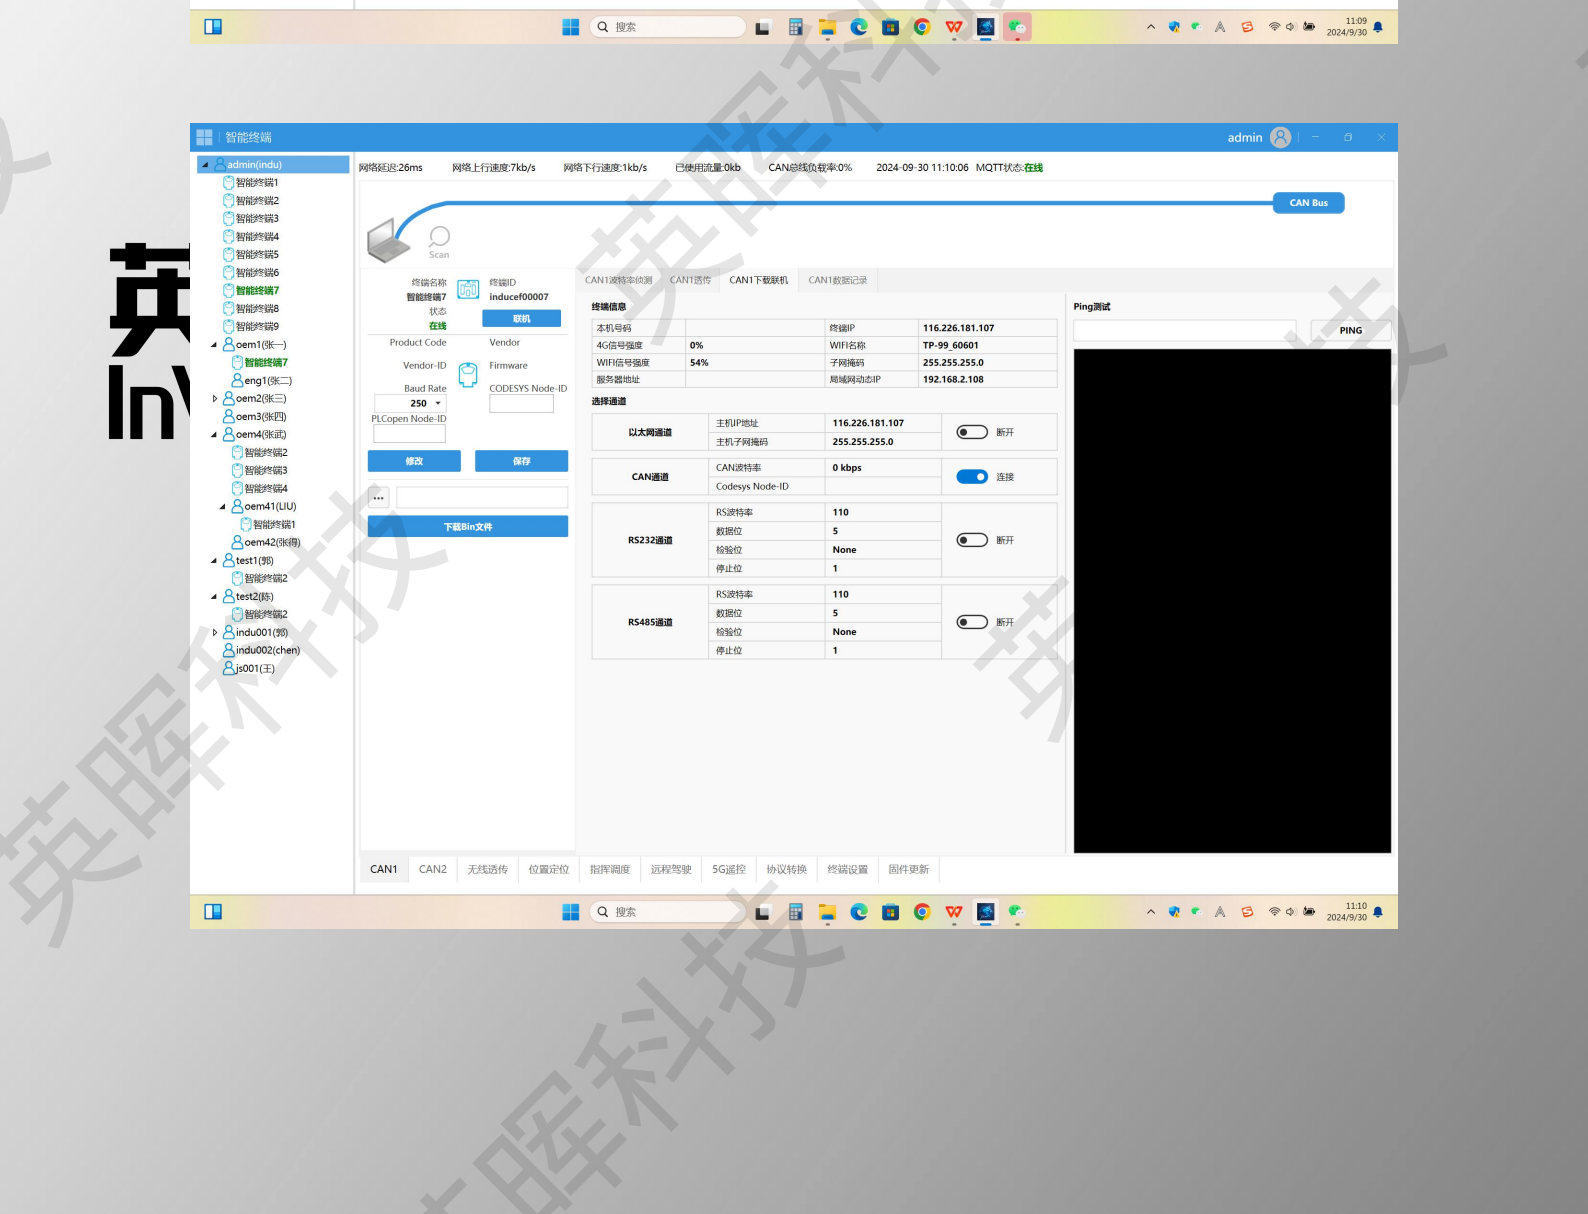 搜索
11:09
2024/9/30
智能终端
admin
admin(indu)
智能终端1
智能终端2
智能终端3
智能终端4
智能终端5
智能终端6
智能终端7
智能终端8
智能终端9
oem1(张一)
智能终端7
eng1(张二)
oem2(张三)
oem3(张四)
oem4(张武)
智能终端2
智能终端3
智能终端4
oem41(LIU)
智能终端1
oem42(张得)
test1(郭)
智能终端2
test2(陈)
智能终端2
indu001(郭)
indu002(chen)
js001(王)
网络延迟:26ms 网络上行速度:7kb/s 网络下行速度:1kb/s 已使用流量:0kb CAN总线负载率:0% 2024-09-30 11:10:06 MQTT状态:在线
CAN Bus
Scan
终端名称 终端ID
智能终端7 inducef00007
状态 联机
在线
Product Code Vendor
Vendor-ID Firmware
Baud Rate CODESYS Node-ID
250
PLCopen Node-ID
修改 保存
...
下载Bin文件
CAN1波特率侦测 CAN1透传 CAN1下载联机 CAN1数据记录
终端信息
本机号码 终端IP 116.226.181.107
4G信号强度 0% WIFI名称 TP-99_60601
WIFI信号强度 54% 子网掩码 255.255.255.0
服务器地址 局域网动态IP 192.168.2.108
选择通道
以太网通道 主机IP地址 116.226.181.107 断开
主机子网掩码 255.255.255.0
CAN通道 CAN波特率 0 kbps 连接
Codesys Node-ID
RS232通道 RS波特率 110 断开
数据位 5
检验位 None
停止位 1
RS485通道 RS波特率 110 断开
数据位 5
检验位 None
停止位 1
Ping测试
PING
CAN1 CAN2 无线透传 位置定位 指挥调度 远程驾驶 5G遥控 协议转换 终端设置 固件更新
搜索
11:10
2024/9/30
英
In
英晖科技
英晖科技
英晖科技